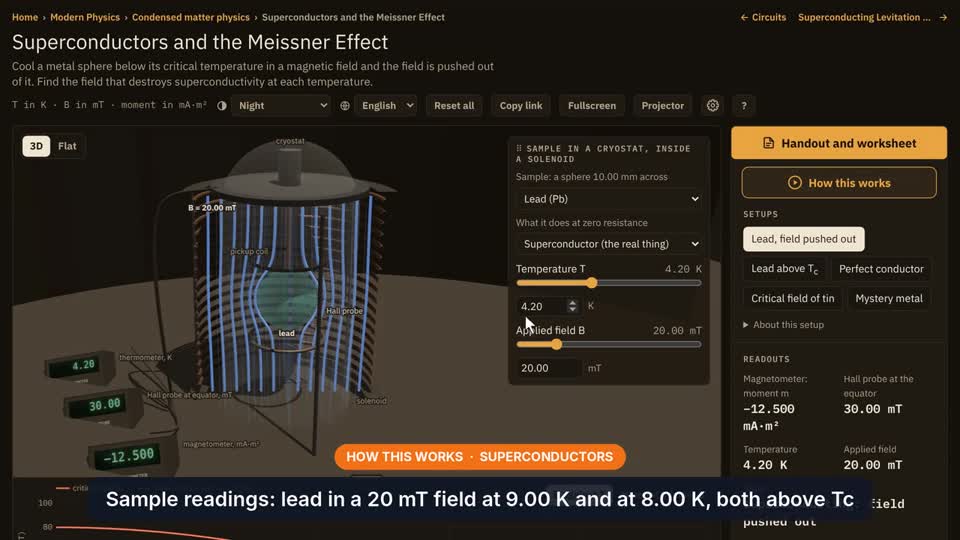 Home › Modern Physics › Condensed matter physics › Superconductors and the Meissner Effect
← Circuits Superconducting Levitation ... →
Superconductors and the Meissner Effect
Cool a metal sphere below its critical temperature in a magnetic field and the field is pushed out
of it. Find the field that destroys superconductivity at each temperature.
T in K · B in mT · moment in mA·m²
Night
English
Reset all
Copy link
Fullscreen
Projector
?
3D
Flat
cryostat
B = 20.00 mT
pickup coil
Hall probe
lead
thermometer, K
4.20
Hall probe at equator, mT
30.00
solenoid
magnetometer, mA·m²
−12.500
SAMPLE IN A CRYOSTAT, INSIDE
A SOLENOID
Sample: a sphere 10.00 mm across
Lead (Pb)
What it does at zero resistance
Superconductor (the real thing)
Temperature T 4.20 K
4.20 K
Applied field B 20.00 mT
20.00 mT
Handout and worksheet
How this works
SETUPS
Lead, field pushed out
Lead above Tc
Perfect conductor
Critical field of tin
Mystery metal
▸ About this setup
READOUTS
Magnetometer:
moment m
−12.500
mA·m²
Hall probe at the
equator
30.00 mT
Temperature
4.20 K
Applied field
20.00 mT
field
pushed out
HOW THIS WORKS · SUPERCONDUCTORS
Sample readings: lead in a 20 mT field at 9.00 K and at 8.00 K, both above Tc
100
80